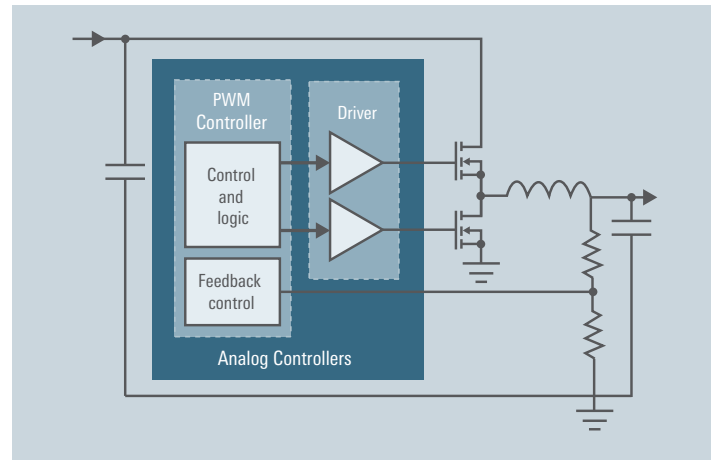 PWM
Controller
Driver
Control
and
logic
Feedback
control
Analog Controllers